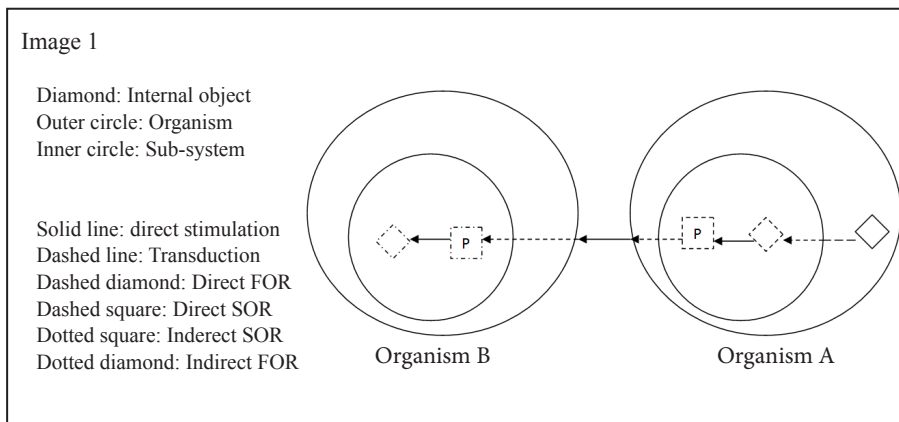 Image 1
Diamond: Internal object
Outer circle: Organism
Inner circle: Sub-system
Solid line: direct stimulation
Dashed line: Transduction
Dashed diamond: Direct FOR
Dashed square: Direct SOR
Dotted square: Inderect SOR
Dotted diamond: Indirect FOR
P
P
Organism B
Organism A